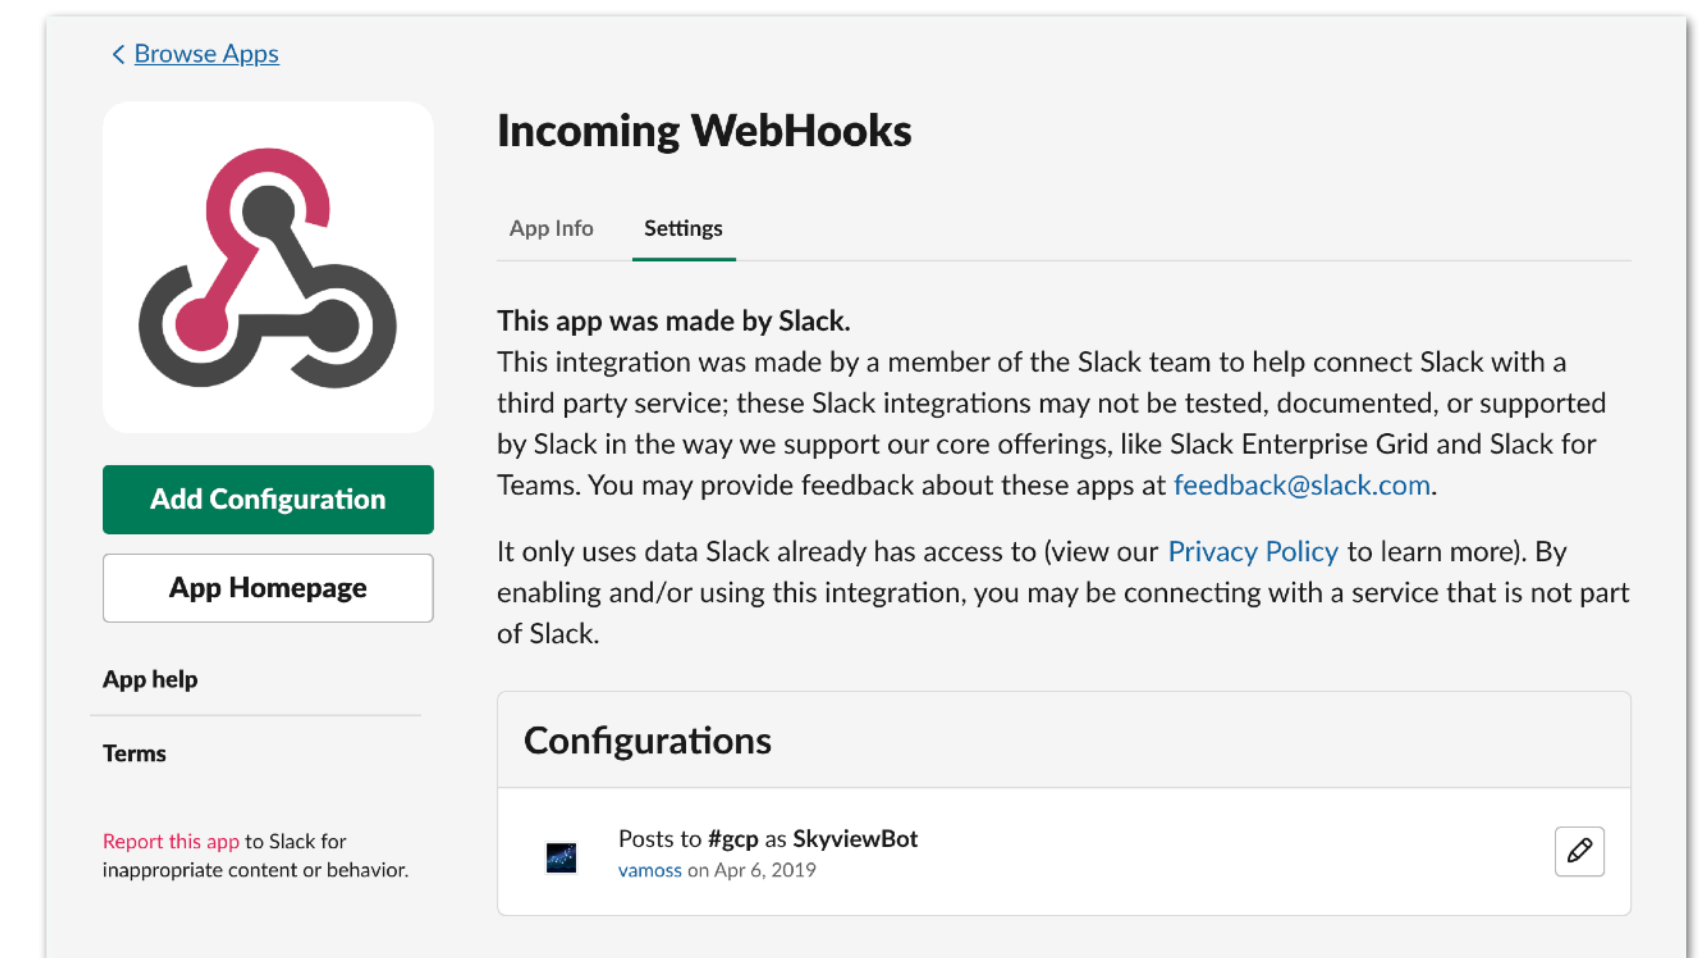 Browse Apps
Incoming WebHooks
App Info
Settings
This app was made by Slack.
This integration was made by a member of the Slack team to help connect Slack with a
third party service; these Slack integrations may not be tested, documented, or supported
by Slack in the way we support our core offerings, like Slack Enterprise Grid and Slack for
Teams. You may provide feedback about these apps at feedback@slack.com.
It only uses data Slack already has access to (view our Privacy Policy to learn more). By
enabling and/or using this integration, you may be connecting with a service that is not part
of Slack.
Add Configuration
App Homepage
App help
Terms
Report this app to Slack for
inappropriate content or behavior.
Configurations
Posts to #gcp as SkyviewBot
vamoss on Apr 6, 2019